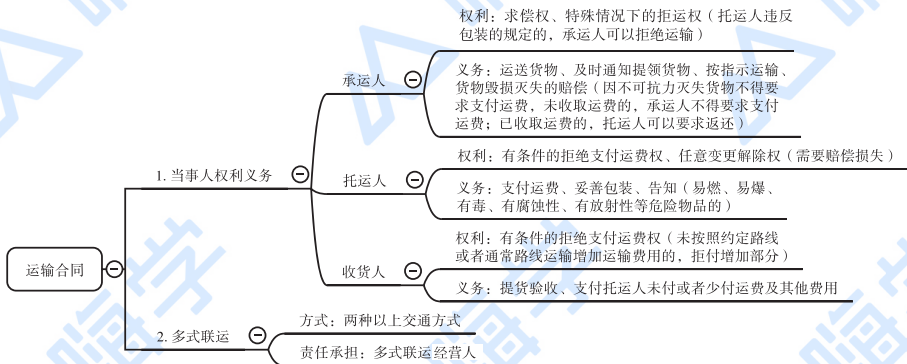 权利：求偿权、特殊情况下的拒运权（托运人违反
包装的规定的，承运人可以拒绝运输）
承运人
义务：运送货物、及时通知提领货物、按指示运输、
货物毁损灭失的赔偿（因不可抗力灭失货物不得要
求支付运费，未收取运费的，承运人不得要求支付
运费；已收取运费的，托运人可以要求返还）
1. 当事人权利义务
权利：有条件的拒绝支付运费权、任意变更解除权（需要赔偿损失）
托运人
义务：支付运费、妥善包装、告知（易燃、易爆、
有毒、有腐蚀性、有放射性等危险物品的）
运输合同
权利：有条件的拒绝支付运费权（未按照约定路线
或者通常路线运输增加运输费用的，拒付增加部分）
收货人
义务：提货验收、支付托运人未付或者少付运费及其他费用
2. 多式联运
方式：两种以上交通方式
责任承担：多式联运经营人
嗨学
嗨学
嗨学